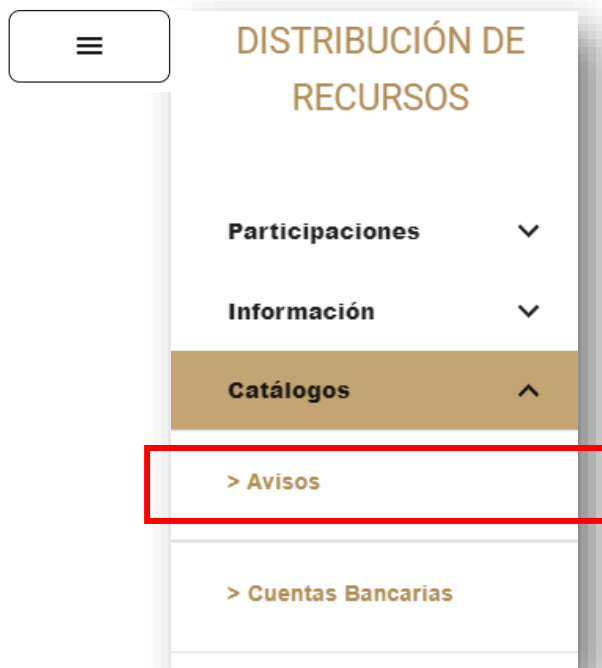 DISTRIBUCIÓN DE
RECURSOS
Participaciones
Información
Catálogos
> Avisos
> Cuentas Bancarias